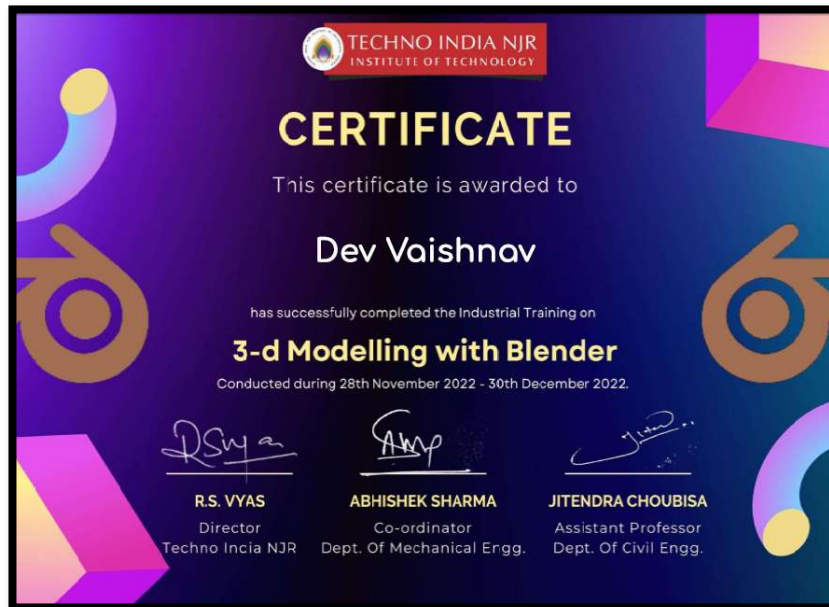 TECHNO INDIA NJR
INSTITUTE OF TECHNOLOGY
CERTIFICATE
This certificate is awarded to
Dev Vaishnav
has successfully completed the Industrial Training on
3-d Modelling with Blender
Conducted during 28th November 2022 - 30th December 2022.
R.S. VYAS
Director
Techno Incia NJR
ABHISHEK SHARMA
Co-ordinator
Dept. Of Mechanical Engg.
JITENDRA CHOUBISA
Assistant Professor
Dept. Of Civil Engg.